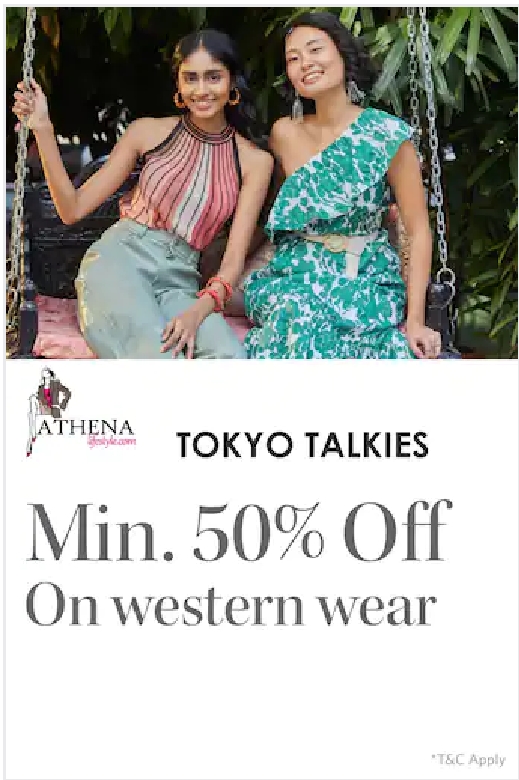 ATHENA
lifestyle.com
TOKYO TALKIES
Min. 50% Off
On western wear
*T&C Apply